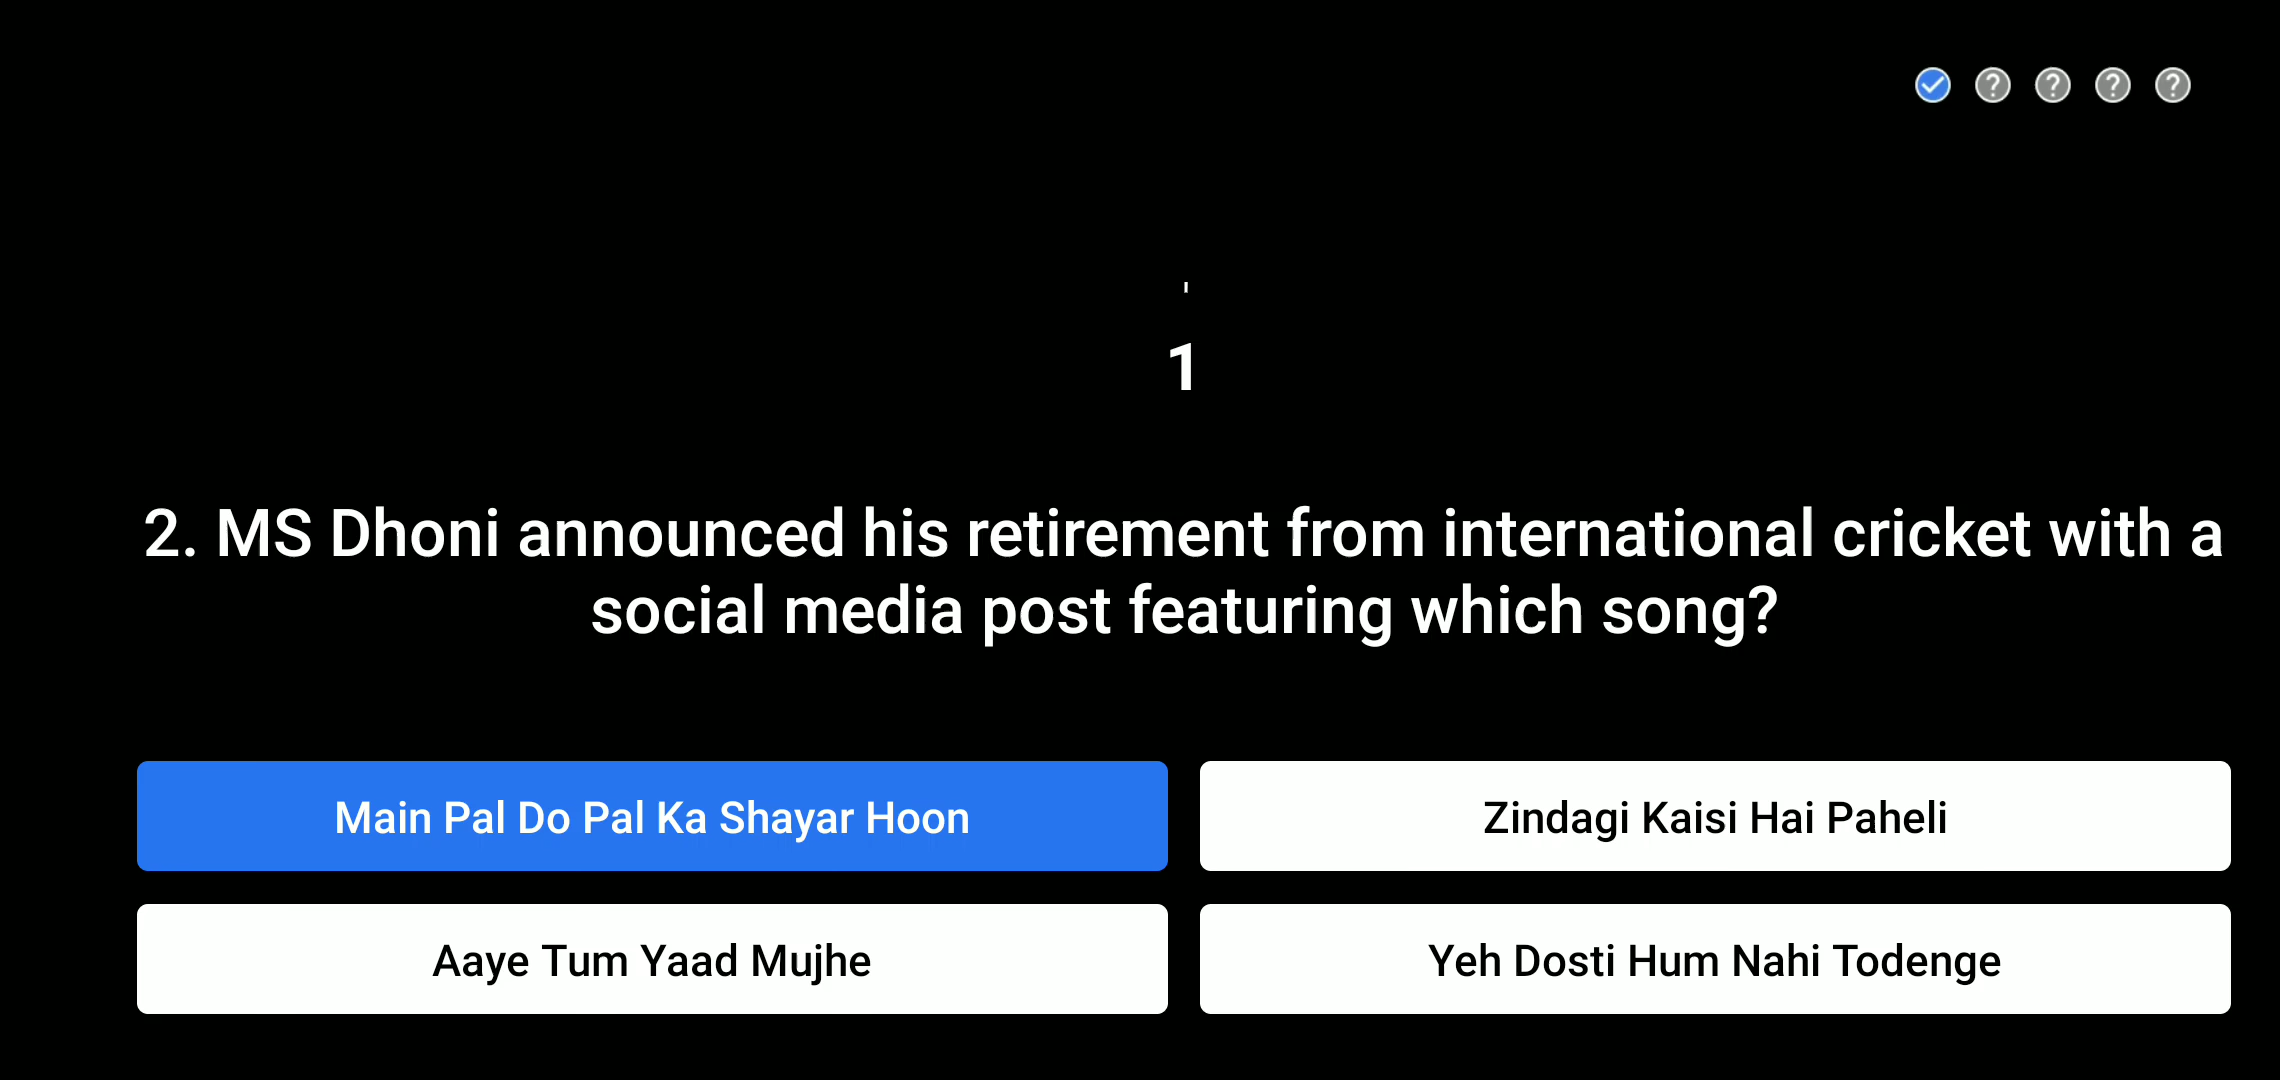 1
2. MS Dhoni announced his retirement from international cricket with a
social media post featuring which song?
Main Pal Do Pal Ka Shayar Hoon
Zindagi Kaisi Hai Paheli
Aaye Tum Yaad Mujhe
Yeh Dosti Hum Nahi Todenge